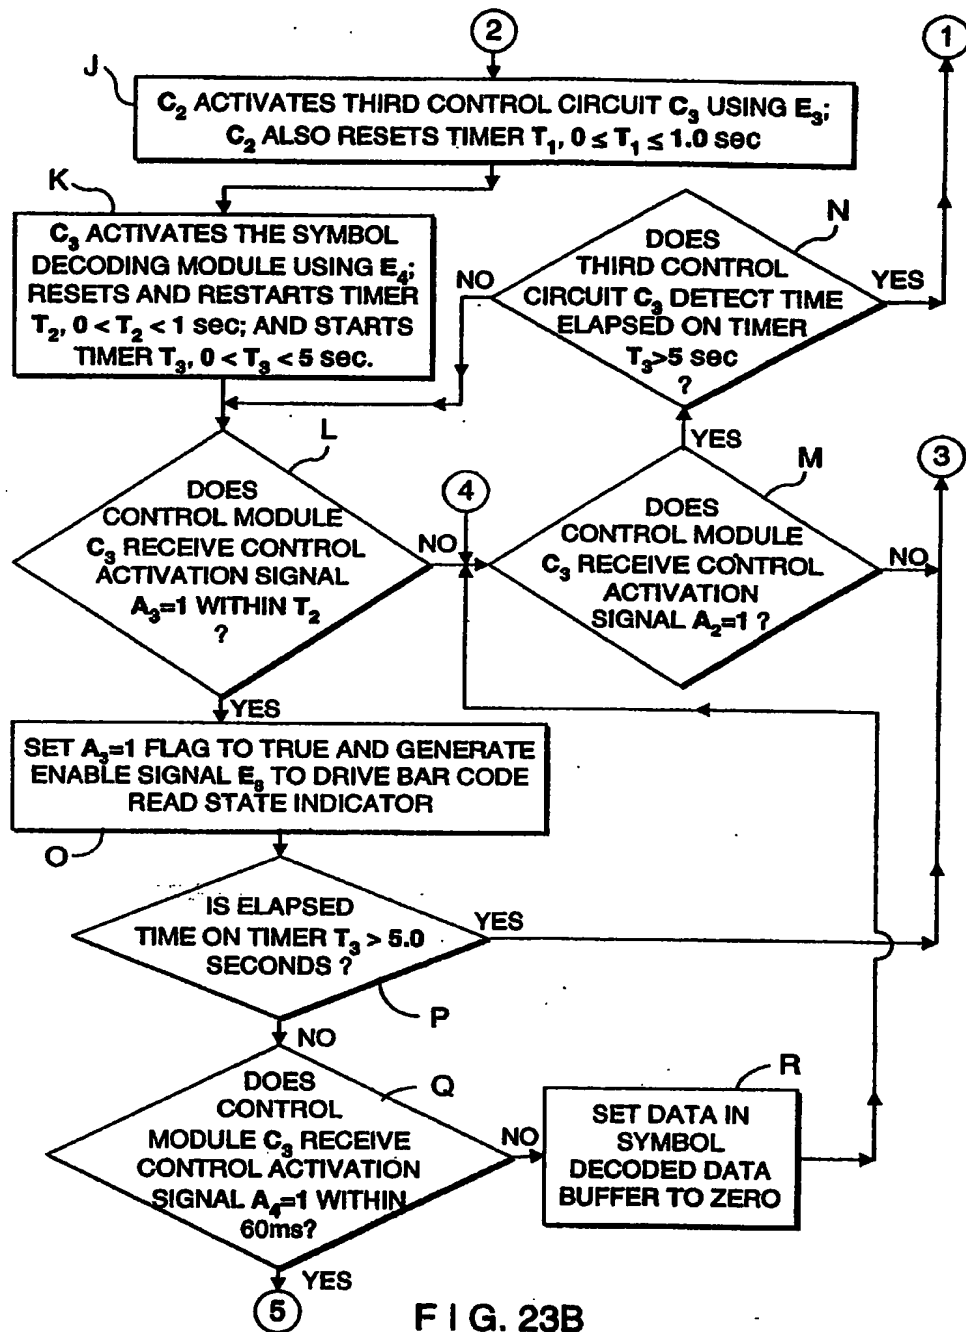 2
1
J
C₂ ACTIVATES THIRD CONTROL CIRCUIT C₃ USING E₃;
C₂ ALSO RESETS TIMER T₁, 0 ≤ T₁ ≤ 1.0 sec
K
C₃ ACTIVATES THE SYMBOL
DECODING MODULE USING E₄;
RESETS AND RESTARTS TIMER
T₂, 0 < T₂ < 1 sec; AND STARTS
TIMER T₃, 0 < T₃ < 5 sec.
N
DOES
THIRD CONTROL
CIRCUIT C₃ DETECT TIME
ELAPSED ON TIMER
T₃>5 sec
?
NO
YES
L
DOES
CONTROL MODULE
C₃ RECEIVE CONTROL
ACTIVATION SIGNAL
A₃=1 WITHIN T₂
?
NO
YES
4
M
DOES
CONTROL MODULE
C₃ RECEIVE CONTROL
ACTIVATION
SIGNAL A₂=1 ?
YES
NO
3
SET A₃=1 FLAG TO TRUE AND GENERATE
ENABLE SIGNAL E₈ TO DRIVE BAR CODE
READ STATE INDICATOR
O
IS ELAPSED
TIME ON TIMER T₃ > 5.0
SECONDS ?
YES
P
NO
DOES
CONTROL
MODULE C₃ RECEIVE
CONTROL ACTIVATION
SIGNAL A₄=1 WITHIN
60ms?
Q
NO
R
SET DATA IN
SYMBOL
DECODED DATA
BUFFER TO ZERO
YES
5
FIG. 23B